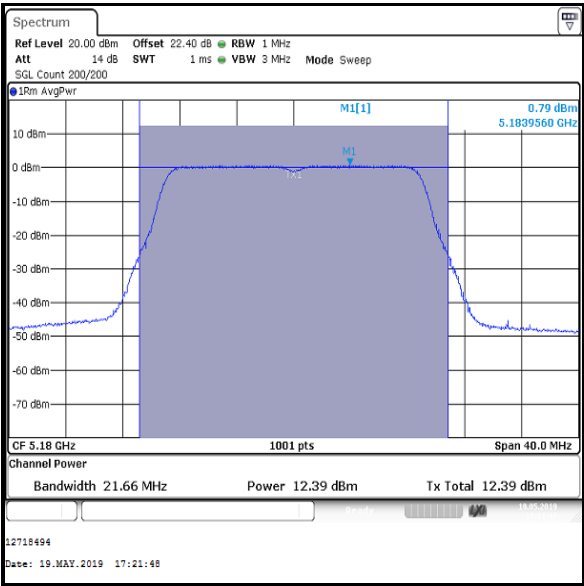 Spectrum
Ref Level 20.00 dBm Offset 22.40 dB RBW 1 MHz
Att 14 dB SWT 1 ms VBW 3 MHz Mode Sweep
SGL Count 200/200
1Rm AvgPwr
M1[1] 0.79 dBm
5.1839560 GHz
10 dBm
M1
0 dBm
TX1
-10 dBm
-20 dBm
-30 dBm
-40 dBm
-50 dBm
-60 dBm
-70 dBm
CF 5.18 GHz 1001 pts Span 40.0 MHz
Channel Power
Bandwidth 21.66 MHz Power 12.39 dBm Tx Total 12.39 dBm
Ready 19.05.2019
12718494
Date: 19.MAY.2019 17:21:48